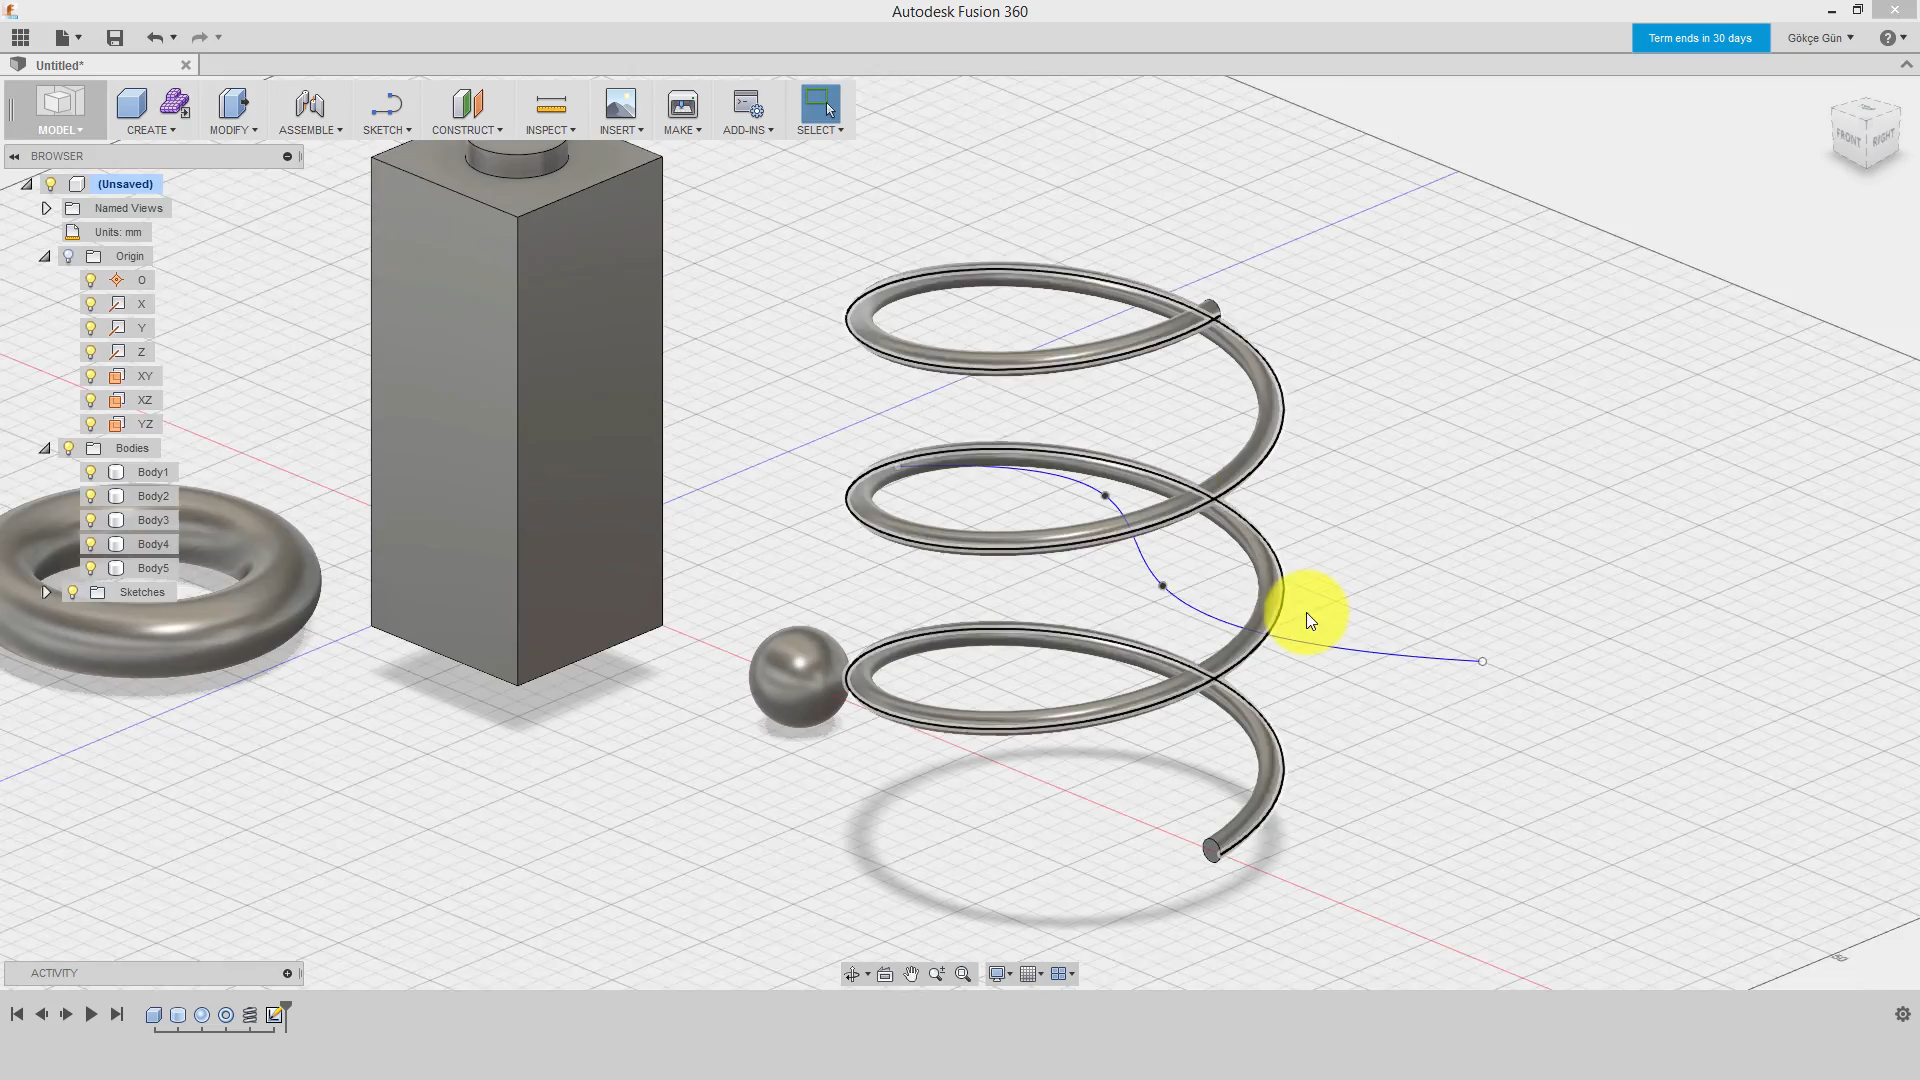 Autodesk Fusion 360
Term ends in 30 days
Gökçe Gün
Untitled*
MODEL
CREATE
MODIFY
ASSEMBLE
SKETCH
CONSTRUCT
INSPECT
INSERT
MAKE
ADD-INS
SELECT
FRONT
RIGHT
BROWSER
(Unsaved)
Named Views
Units: mm
Origin
O
X
Y
Z
XY
XZ
YZ
Bodies
Body1
Body2
Body3
Body4
Body5
Sketches
ACTIVITY